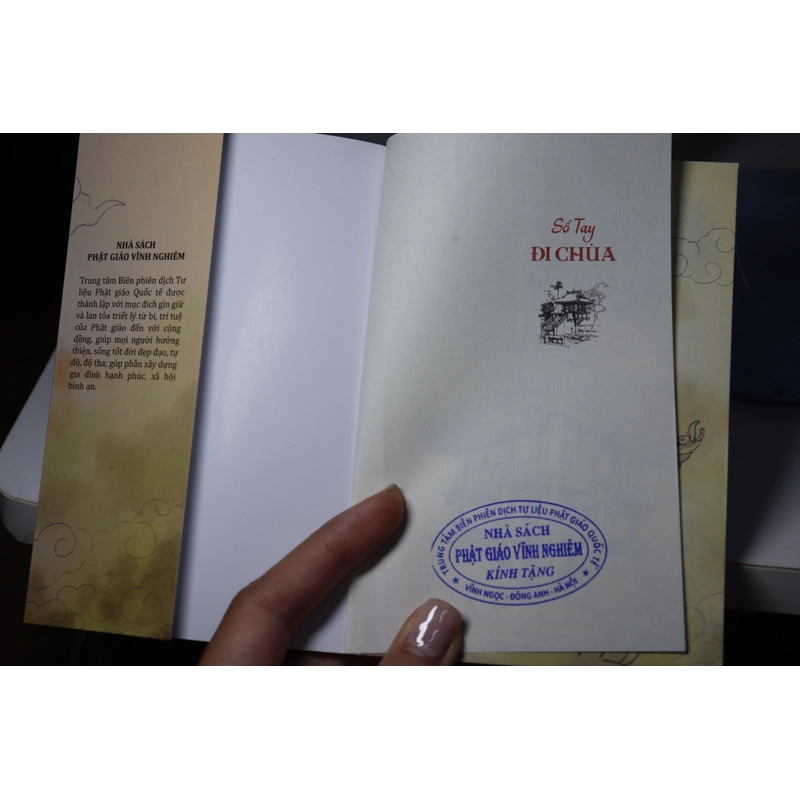 NHÀ SÁCH
PHẬT GIÁO VĨNH NGHIÊM
Trung tâm Biên phiên dịch Tư
liệu Phật giáo Quốc tế được
thành lập với mục đích gìn giữ
và lan tỏa triết lý từ bi, trí tuệ
của Phật giáo đến với cộng
đồng, giúp mọi người hướng
thiện, sống tốt đời đẹp đạo, tự
độ, độ tha; góp phần xây dựng
gia đình hạnh phúc, xã hội
bình an.
Sổ Tay
ĐI CHÙA
TRUNG TÂM BIÊN PHIÊN DỊCH TƯ LIỆU PHẬT GIÁO QUỐC TẾ
NHÀ SÁCH
PHẬT GIÁO VĨNH NGHIÊM
KÍNH TẶNG
VĨNH NGỌC - ĐÔNG ANH - HÀ NỘI